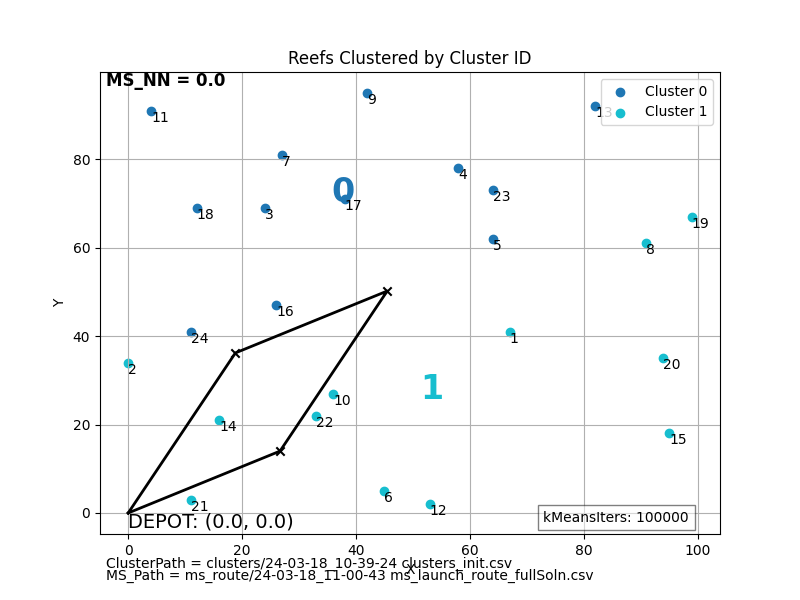 Reefs Clustered by Cluster ID
MS_NN = 0.0
Cluster 0
Cluster 1
9
11
13
7
4
0
23
17
18
3
19
5
8
16
24
1
2
20
1
10
14
22
15
21
6
12
DEPOT: (0.0, 0.0)
kMeansIters: 100000
Y
80
60
40
20
0
0 20 40 60 80 100
X
ClusterPath = clusters/24-03-18_10-39-24 clusters_init.csv
MS_Path = ms_route/24-03-18_11-00-43 ms_launch_route_fullSoln.csv